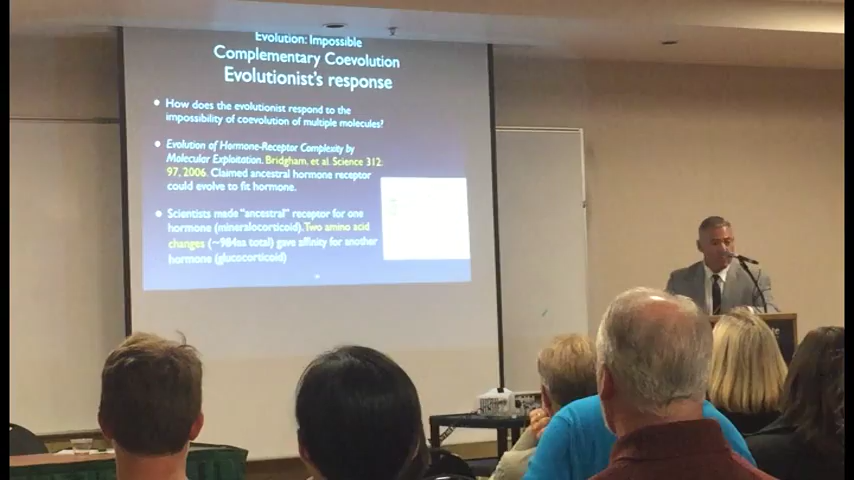 Evolution: Impossible
Complementary Coevolution
Evolutionist's response
• How does the evolutionist respond to the
impossibility of coevolution of multiple molecules?
• Evolution of Hormone-Receptor Complexity by
Molecular Exploitation. Bridgham, et al. Science 312:
97, 2006. Claimed ancestral hormone receptor
could evolve to fit hormone.
• Scientists made "ancestral" receptor for one
hormone (mineralocorticoid). Two amino acid
changes (~984aa total) gave affinity for another
hormone (glucocorticoid)